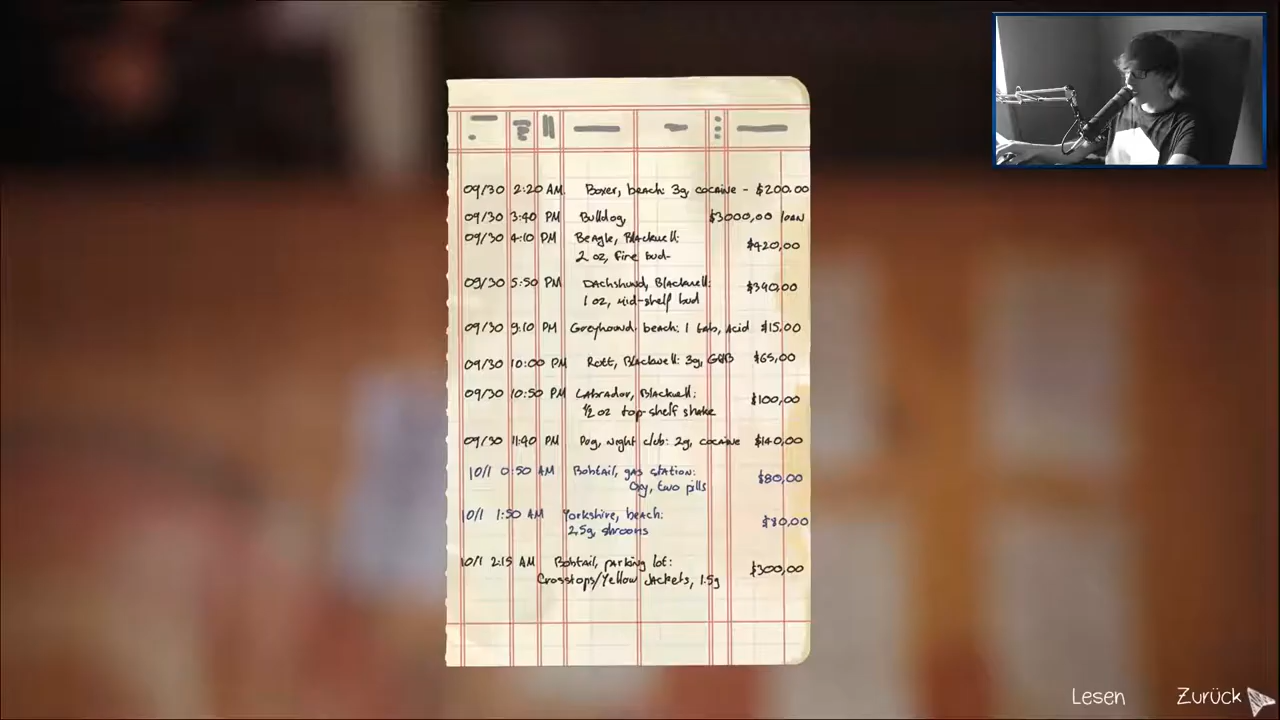 09/30 2:20 AM. Boxer, beach: 3g, cocaine - $200.00
09/30 3:40 PM Bulldog, $3000,00 loan
09/30 4:10 PM Beagle, Blackwell: $420,00
2 oz, fire bud-
09/30 5:50 PM Dachshund, Blackwell: $340,00
1 oz, mid-shelf bud
09/30 9:10 PM Greyhound, beach: 1 tab, acid $15.00
09/30 10:00 PM Rott, Blackwell: 3g, GHB $65,00
09/30 10:50 PM Labrador, Blackwell: $100,00
1/2 oz top-shelf shake
09/30 11:40 PM Pug, night club: 2g, cocaine $140,00
10/1 0:50 AM Bobtail, gas station: $80,00
Oxy, two pills
10/1 1:50 AM Yorkshire, beach:
2,5g, shrooms
10/1 2:15 AM Bobtail, parking lot: $300,00
Crosstops/Yellow Jackets, 1.5g
Lesen Zurück